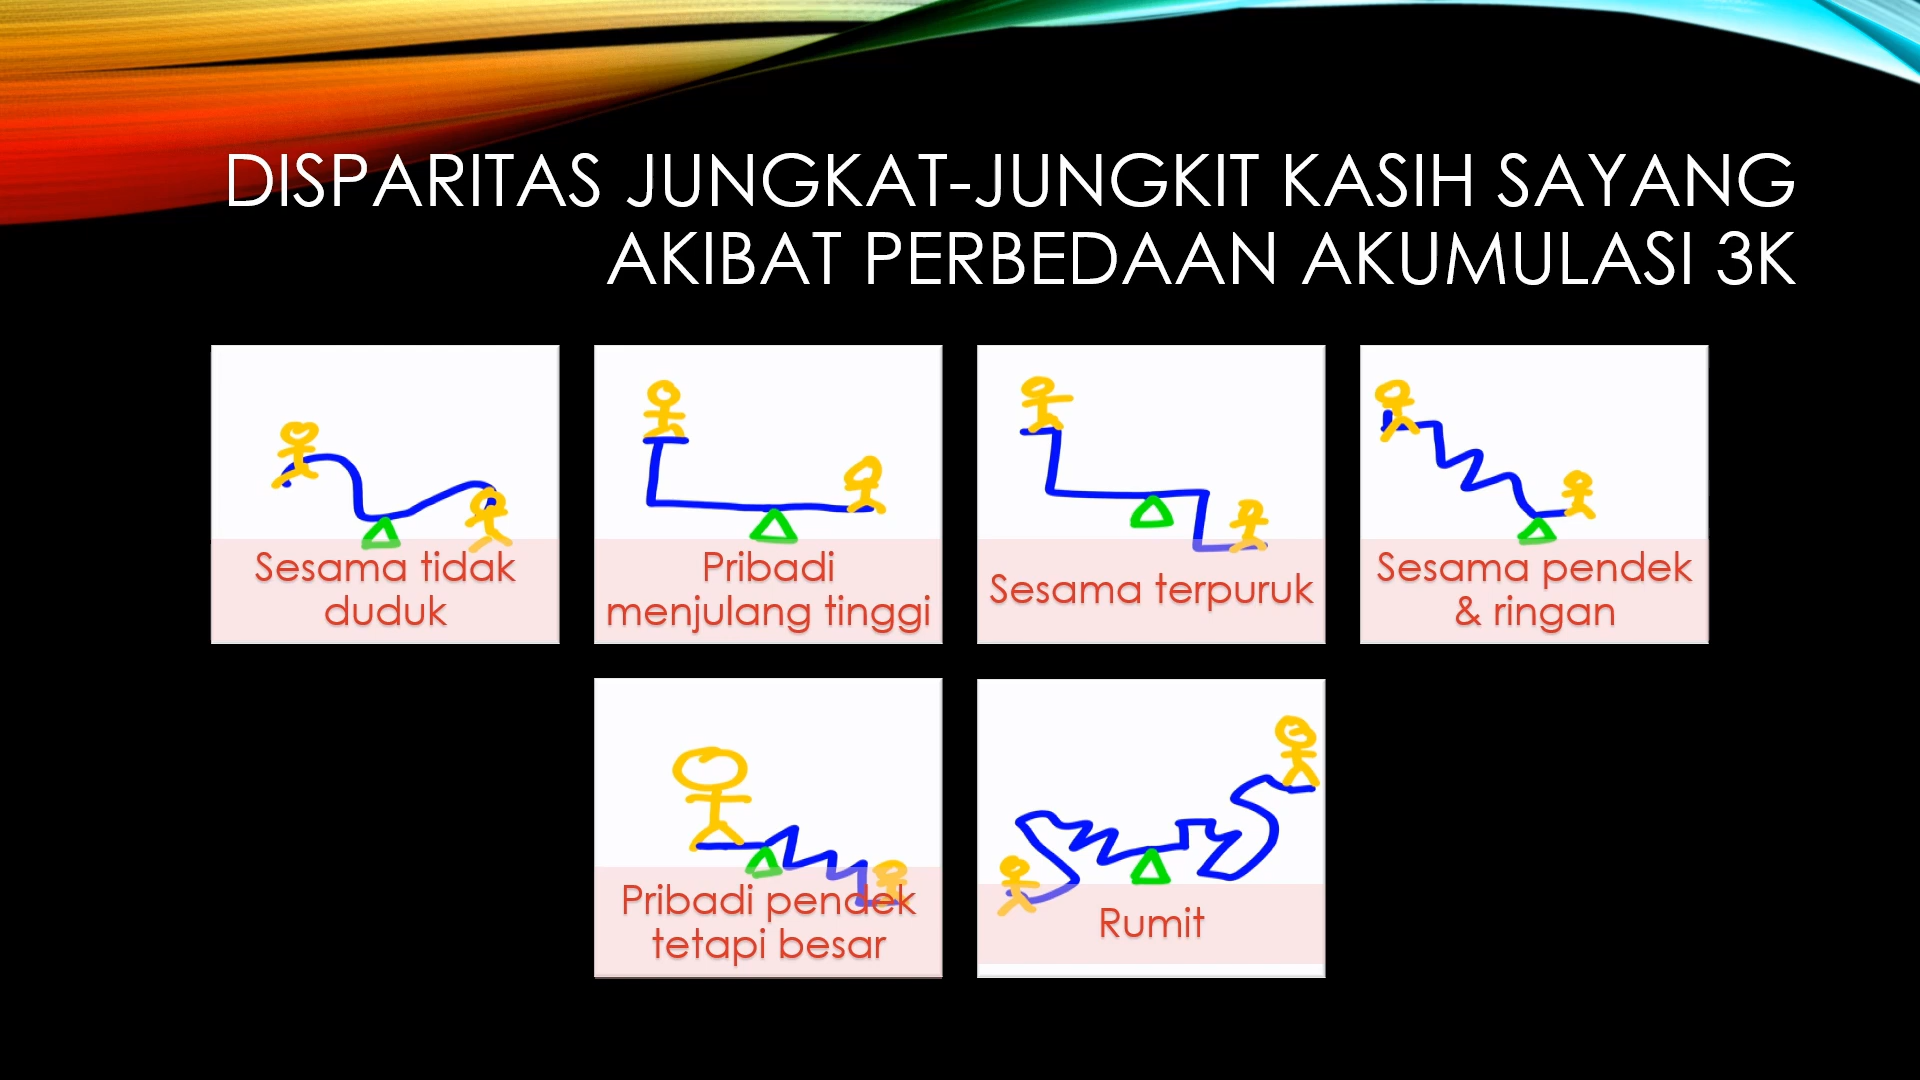 DISPARITAS JUNGKAT-JUNGKIT KASIH SAYANG
AKIBAT PERBEDAAN AKUMULASI 3K
Sesama tidak
duduk
Pribadi
menjulang tinggi
Sesama terpuruk
Sesama pendek
& ringan
Pribadi pendek
tetapi besar
Rumit